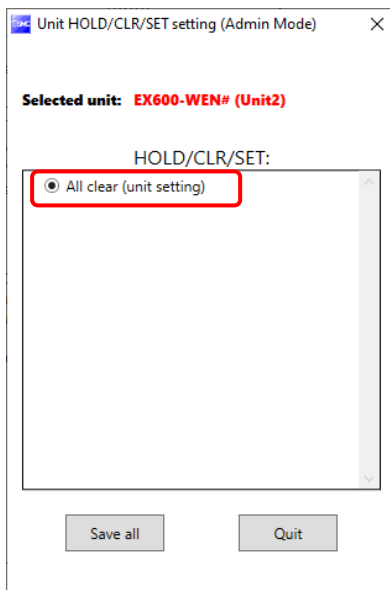 Unit HOLD/CLR/SET setting (Admin Mode)
Selected unit: EX600-WEN# (Unit2)
HOLD/CLR/SET:
All clear (unit setting)
Save all Quit